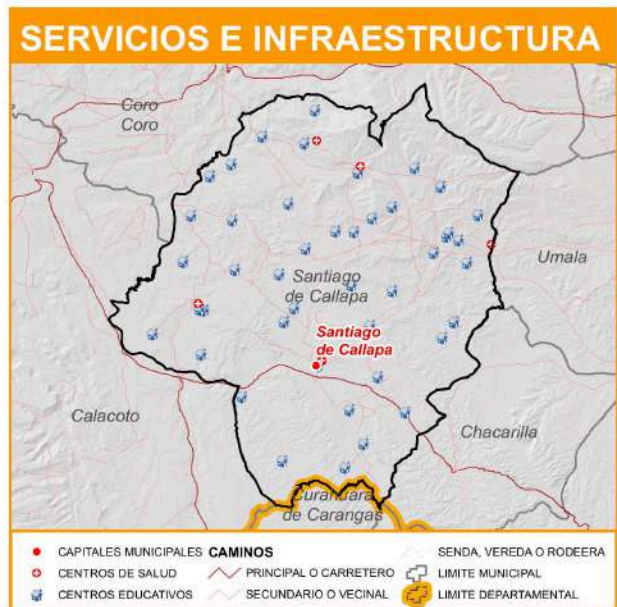 SERVICIOS E INFRAESTRUCTURA
Coro
Coro
Umala
Santiago
de Callapa
Santiago
de Callapa
Calacoto
Chacarilla
Curahuara
de Carangas
CAPITALES MUNICIPALES
CENTROS DE SALUD
CENTROS EDUCATIVOS
CAMINOS
PRINCIPAL O CARRETERO
SECUNDARIO O VECINAL
SENDA, VEREDA O RODEERA
LIMITE MUNICIPAL
LIMITE DEPARTAMENTAL